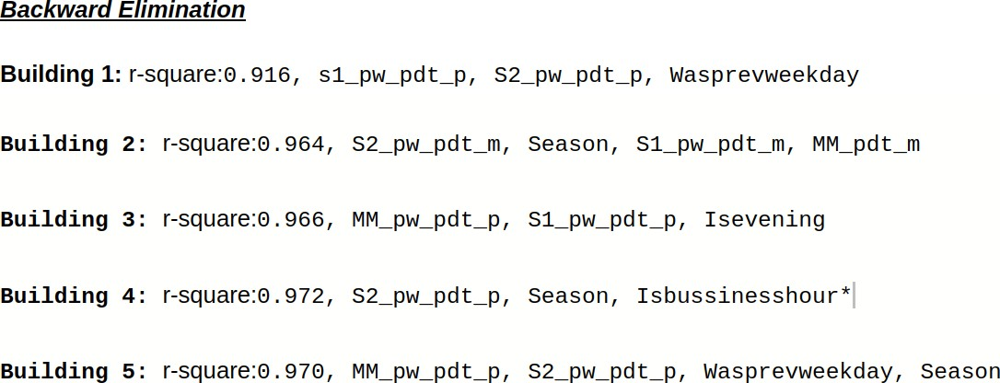 Backward Elimination
Building 1: r-square:0.916, s1_pw_pdt_p, S2_pw_pdt_p, Wasprevweekday
Building 2: r-square:0.964, S2_pw_pdt_m, Season, S1_pw_pdt_m, MM_pdt_m
Building 3: r-square:0.966, MM_pw_pdt_p, S1_pw_pdt_p, Isevening
Building 4: r-square:0.972, S2_pw_pdt_p, Season, Isbussinesshour*
Building 5: r-square:0.970, MM_pw_pdt_p, S2_pw_pdt_p, Wasprevweekday, Season